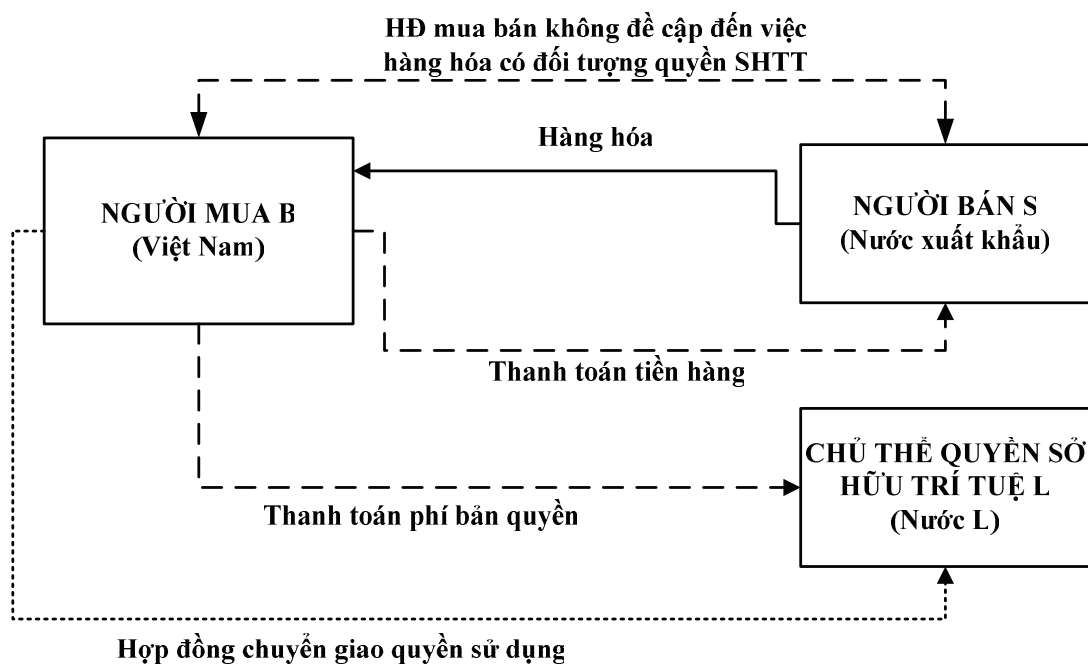 HĐ mua bán không đề cập đến việc
hàng hóa có đối tượng quyền SHTT
Hàng hóa
NGƯỜI MUA B
(Việt Nam)
NGƯỜI BÁN S
(Nước xuất khẩu)
Thanh toán tiền hàng
CHỦ THỂ QUYỀN SỞ
HỮU TRÍ TUỆ L
(Nước L)
Thanh toán phí bản quyền
Hợp đồng chuyển giao quyền sử dụng